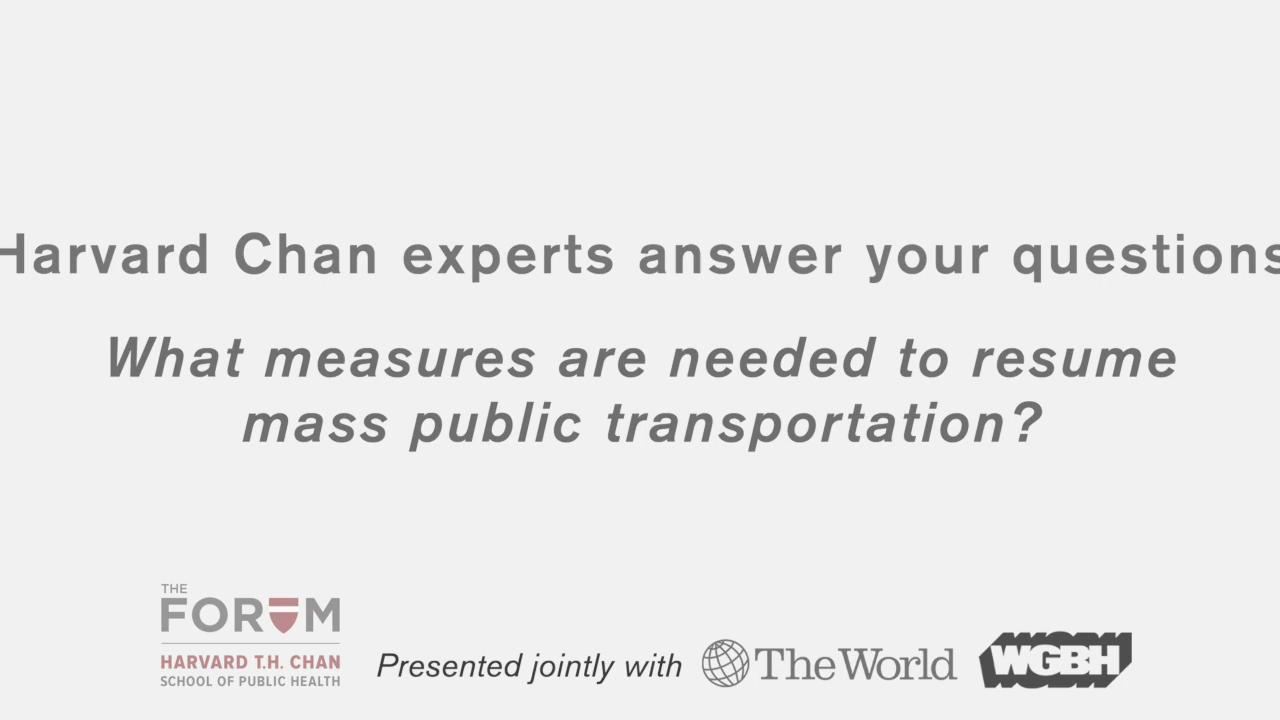 Harvard Chan experts answer your questions
What measures are needed to resume
mass public transportation?
THE
FORUM
HARVARD T.H. CHAN
SCHOOL OF PUBLIC HEALTH
Presented jointly with
The World
WGBH